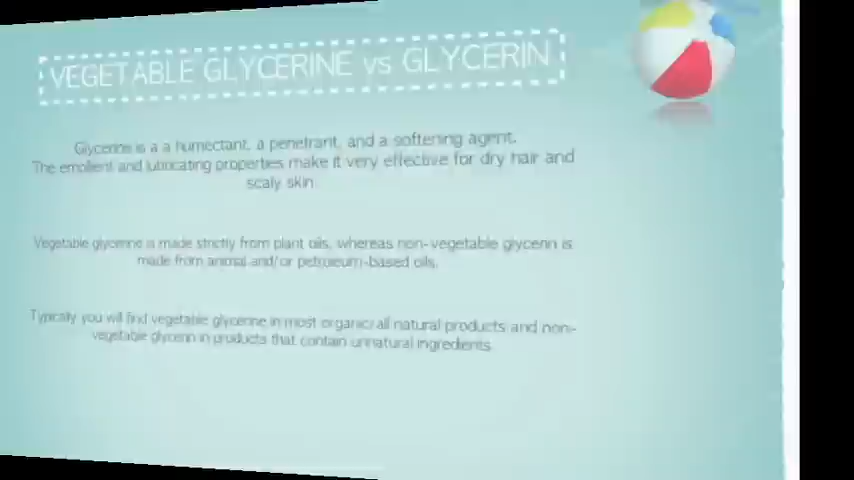 VEGETABLE GLYCERINE vs GLYCERIN
Glycerine is a a humectant, a penetrant, and a softening agent.
The emollient and lubricating properties make it very effective for dry hair and
scaly skin.
Vegetable glycerine is made strictly from plant oils, whereas non-vegetable glycerin is
made from animal and/or petroleum-based oils.
Typically you will find vegetable glycerine in most organic/all natural products and non-
vegetable glycerin in products that contain unnatural ingredients.